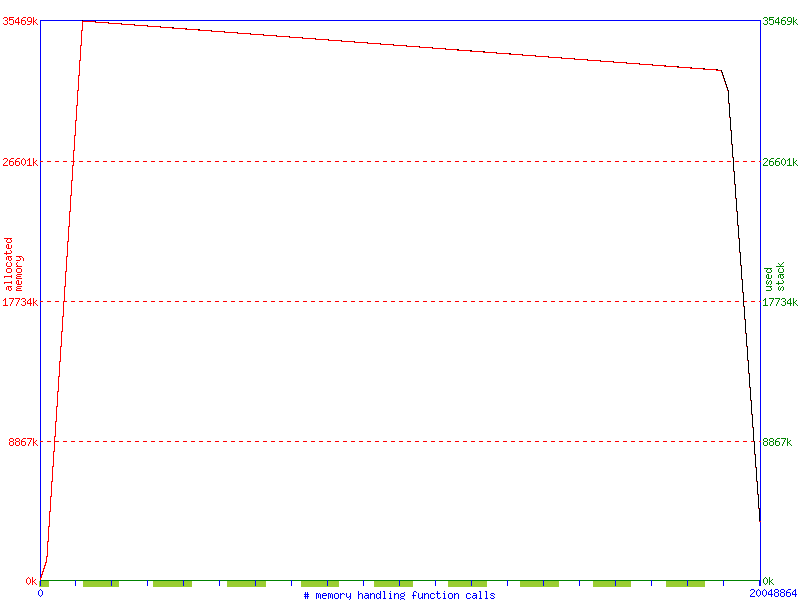 35469k
35469k
26601k
26601k
allocated
memory
used
stack
17734k
17734k
8867k
8867k
0k
0k
0
# memory handling function calls
20048864